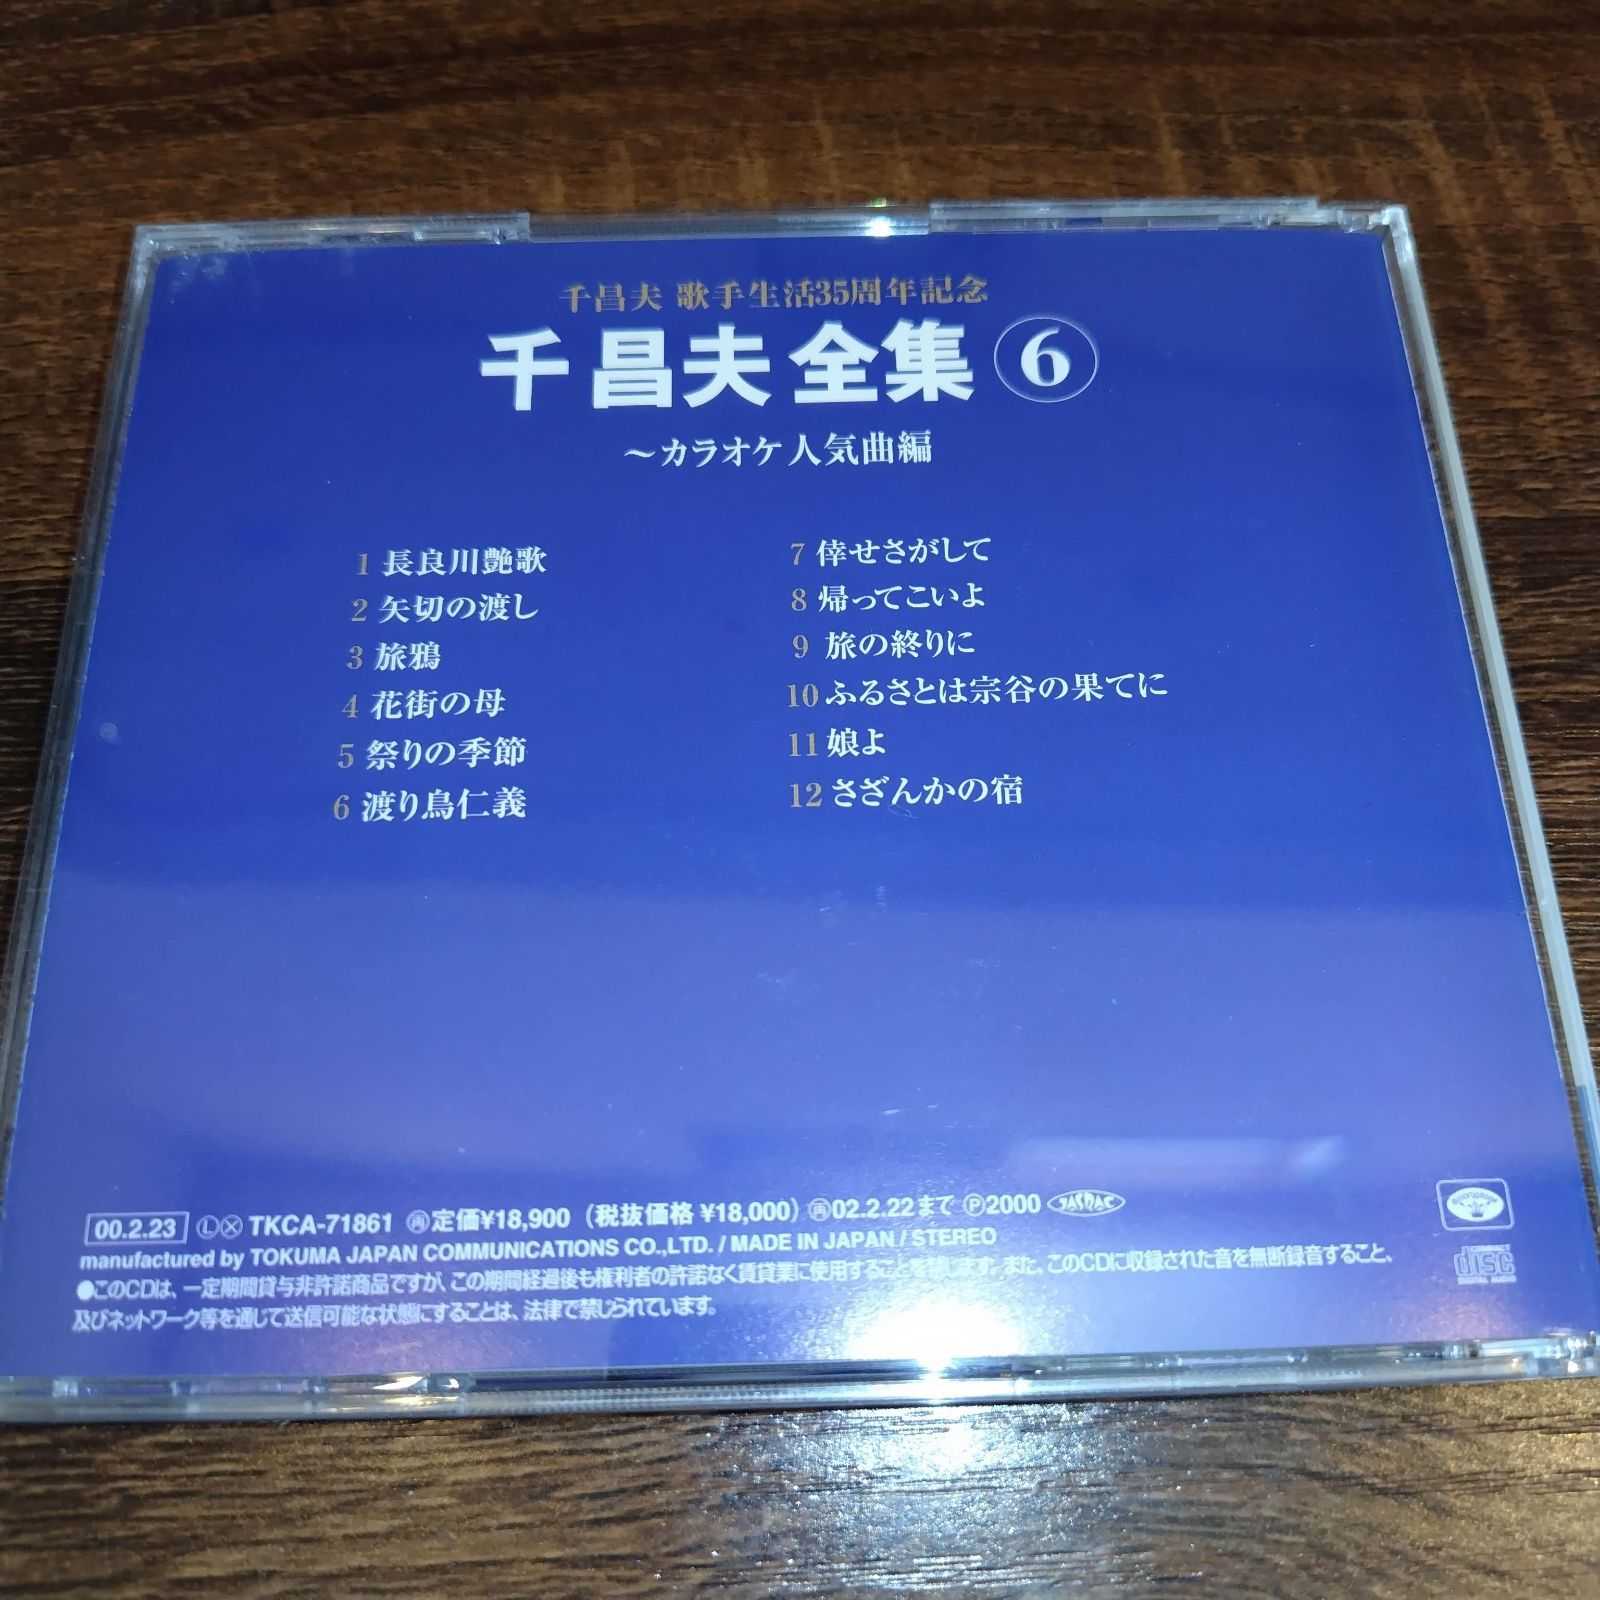 千昌夫 歌手生活35周年記念
千昌夫全集⑥
～カラオケ人気曲編
1 長良川艶歌
2 矢切の渡し
3 旅鴉
4 花街の母
5 祭りの季節
6 渡り鳥仁義
7 倖せさがして
8 帰ってこいよ
9 旅の終りに
10 ふるさとは宗谷の果てに
11 娘よ
12 さざんかの宿
00.2.23 ⓁⓍ TKCA-71861 ㊢定価¥18,900（税抜価格 ¥18,000）㊢02.2.22まで Ⓟ2000 JASRAC
manufactured by TOKUMA JAPAN COMMUNICATIONS CO.,LTD. / MADE IN JAPAN / STEREO
●このCDは、一定期間貸与非許諾商品ですが、この期間経過後も権利者の許諾なく賃貸業に使用することを禁じます。また、このCDに収録された音を無断録音すること、
及びネットワーク等を通じて送信可能な状態にすることは、法律で禁じられています。
COMPACT
disc
DIGITAL AUDIO